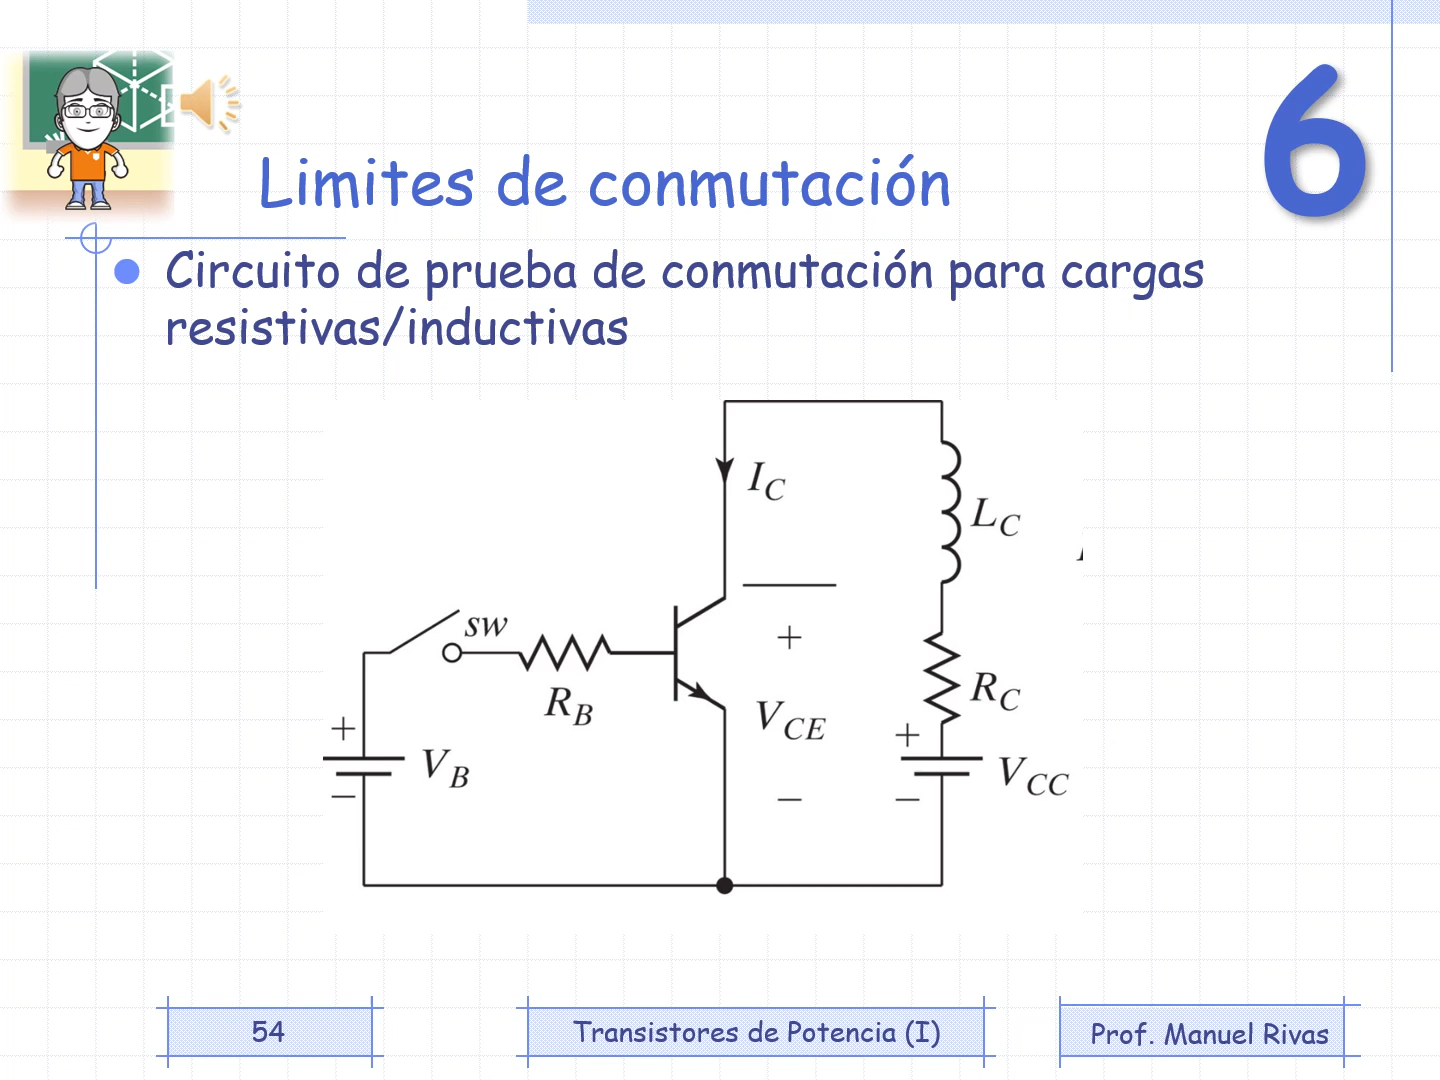 6
Limites de conmutación
Circuito de prueba de conmutación para cargas
resistivas/inductivas
I_C
L_C
sw
+
R_B
R_C
V_CE
+
+
V_B
V_CC
−
−
−
54
Transistores de Potencia (I)
Prof. Manuel Rivas